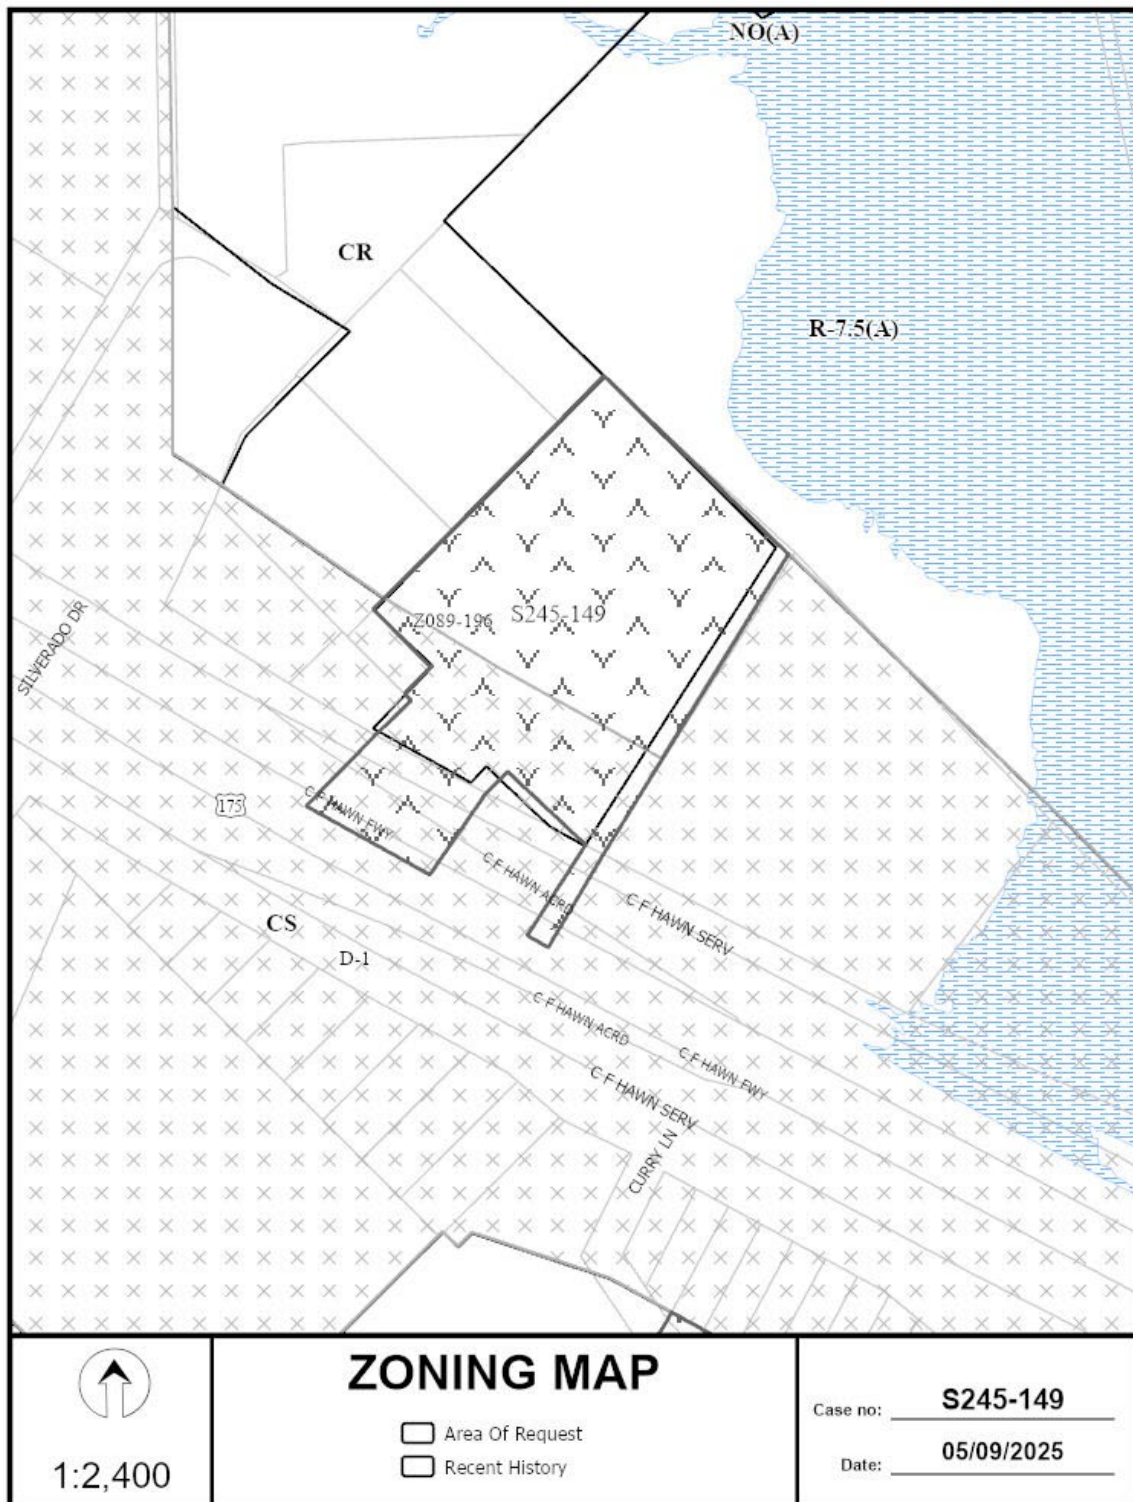 NO(A)
CR
R-7.5(A)
Z089-196
S245-149
SILVERADO DR
175
C F HAWN FWY
C F HAWN ACRD
C F HAWN SERV
CS
D-1
C F HAWN ACRD
C F HAWN FWY
C F HAWN SERV
CURRY LN
1:2,400
ZONING MAP
Area Of Request
Recent History
Case no: S245-149
Date: 05/09/2025